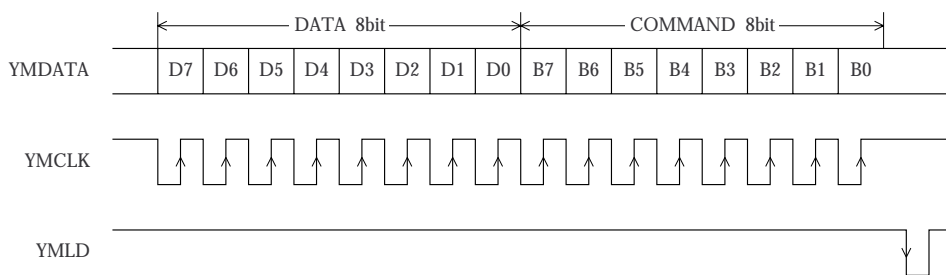 DATA 8bit COMMAND 8bit
YMDATA D7 D6 D5 D4 D3 D2 D1 D0 B7 B6 B5 B4 B3 B2 B1 B0
YMCLK
YMLD